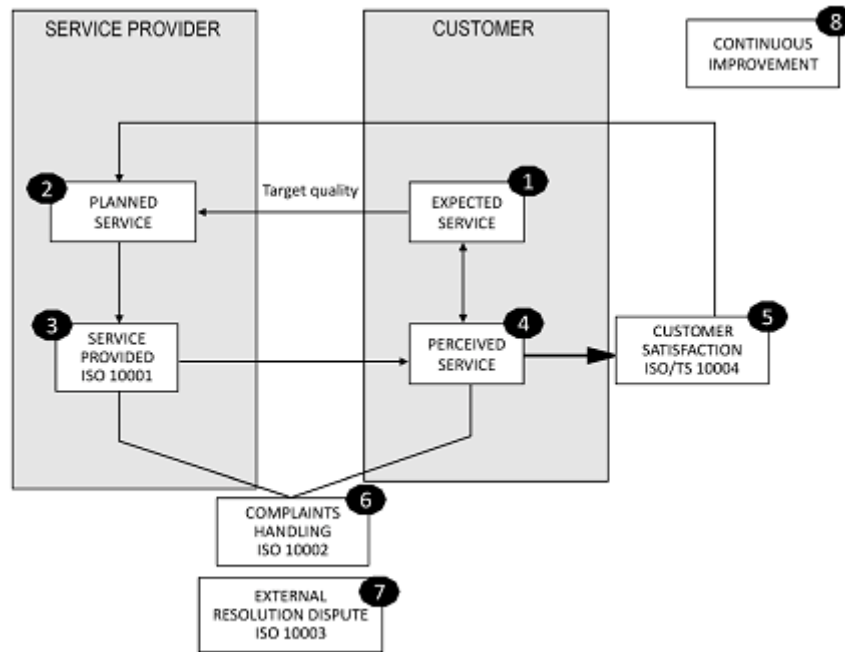 SERVICE PROVIDER
CUSTOMER
8
CONTINUOUS
IMPROVEMENT
2
PLANNED
SERVICE
Target quality
1
EXPECTED
SERVICE
3
SERVICE
PROVIDED
ISO 10001
4
PERCEIVED
SERVICE
5
CUSTOMER
SATISFACTION
ISO/TS 10004
6
COMPLAINTS
HANDLING
ISO 10002
7
EXTERNAL
RESOLUTION DISPUTE
ISO 10003